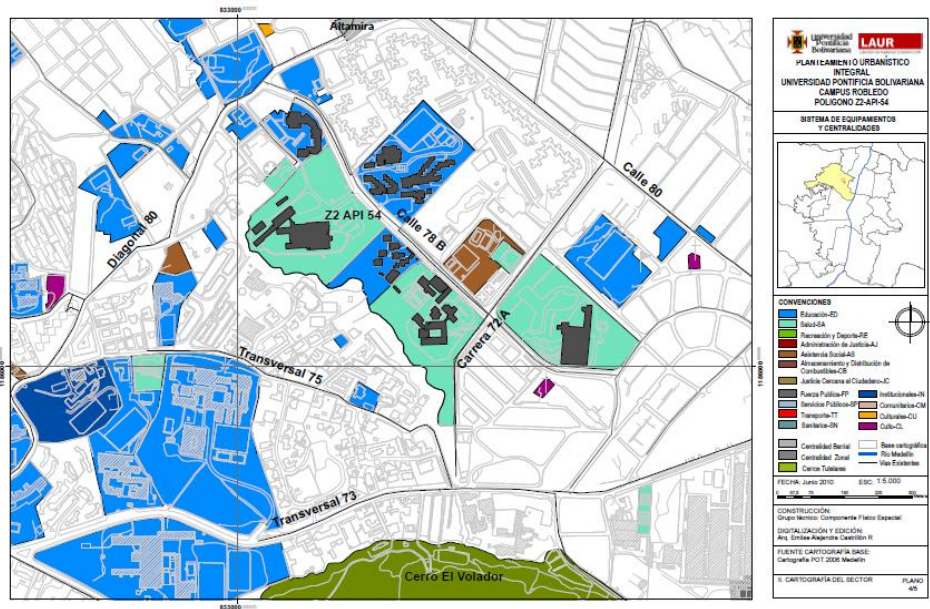 833000
Altamira
Calle 80
Diagonal 80
Z2 API 54
Calle 78 B
Carrera 72 A
Transversal 75
Transversal 73
Cerro El Volador
1186000
1186000
833000
Universidad
Pontificia
Bolivariana
LAUR
PLANTEAMIENTO URBANÍSTICO
INTEGRAL
UNIVERSIDAD PONTIFICIA BOLIVARIANA
CAMPUS ROBLEDO
POLIGONO Z2-API-54
SISTEMA DE EQUIPAMIENTOS
Y CENTRALIDADES
CONVENCIONES
Educación-ED
Salud-SA
Recreación y Deporte-RE
Administración de Justicia-AJ
Asistencia Social-AS
Almacenamiento y Distribución de
Combustibles-CB
Justicia Cercana al Ciudadano-JC
Fuerza Publica-FP
Servicios Públicos-SP
Transporte-TT
Sanitarios-SN
Institucionales-IN
Comunitarios-CM
Culturales-CU
Culto-CL
Centralidad Barrial
Centralidad Zonal
Cerros Tutelares
Base cartográfica
Río Medellín
Vias Existentes
FECHA: Junio 2010 ESC: 1:5.000
CONSTRUCCIÓN:
Grupo técnico: Componente Físico Espacial
DIGITALIZACIÓN Y EDICIÓN:
Arq. Emilse Alejandra Castrillón R
FUENTE CARTOGRAFÍA BASE:
Cartografía POT 2006 Medellín
II. CARTOGRAFÍA DEL SECTOR
PLANO
4/5